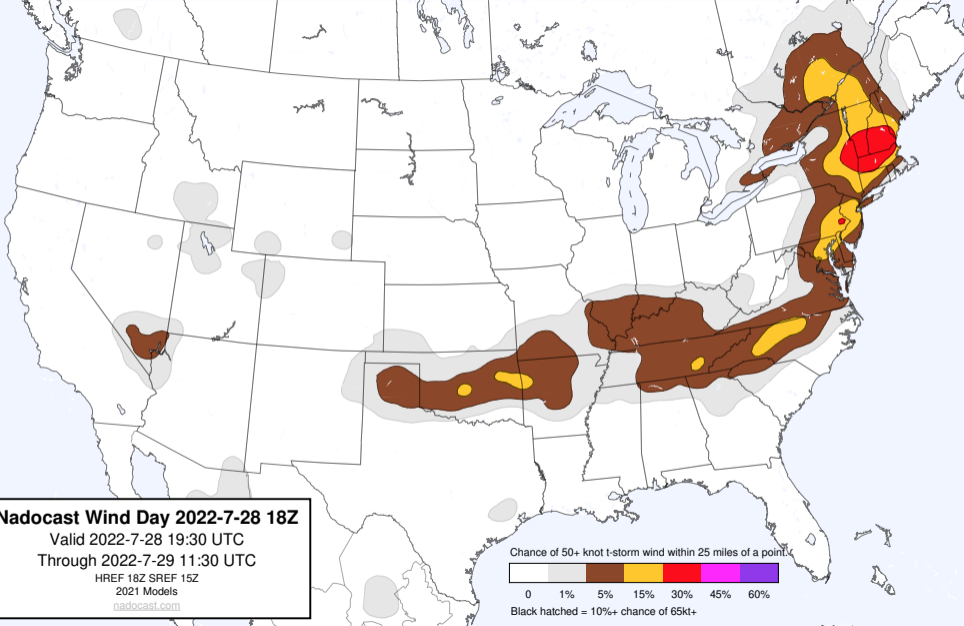 Nadocast Wind Day 2022-7-28 18Z
Valid 2022-7-28 19:30 UTC
Through 2022-7-29 11:30 UTC
HREF 18Z SREF 15Z
2021 Models
nadocast.com
Chance of 50+ knot t-storm wind within 25 miles of a point.
0 1% 5% 15% 30% 45% 60%
Black hatched = 10%+ chance of 65kt+